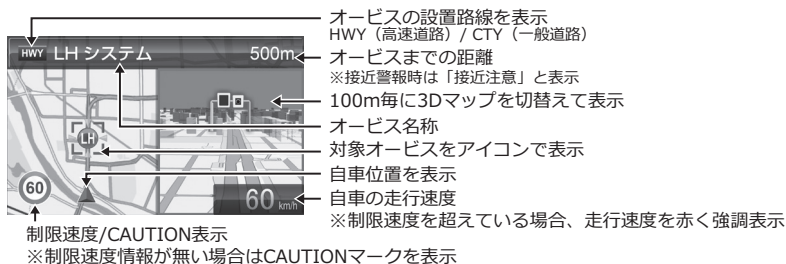 オービスの設置路線を表示
HWY（高速道路）/ CTY（一般道路）
HWY LH システム 500m
オービスまでの距離
※接近警報時は「接近注意」と表示
100m毎に3Dマップを切替えて表示
オービス名称
LH
対象オービスをアイコンで表示
自車位置を表示
60
60 km/h
自車の走行速度
※制限速度を超えている場合、走行速度を赤く強調表示
制限速度/CAUTION表示
※制限速度情報が無い場合はCAUTIONマークを表示